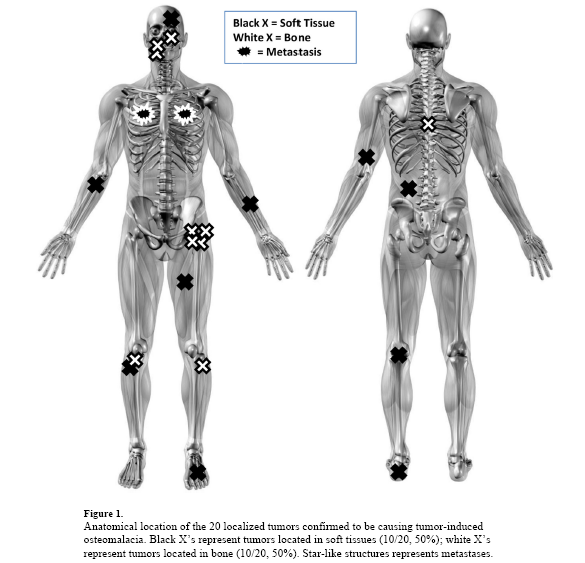 Black X = Soft Tissue
White X = Bone
= Metastasis
Figure 1.
Anatomical location of the 20 localized tumors confirmed to be causing tumor-induced
osteomalacia. Black X's represent tumors located in soft tissues (10/20, 50%); white X's
represent tumors located in bone (10/20, 50%). Star-like structures represents metastases.